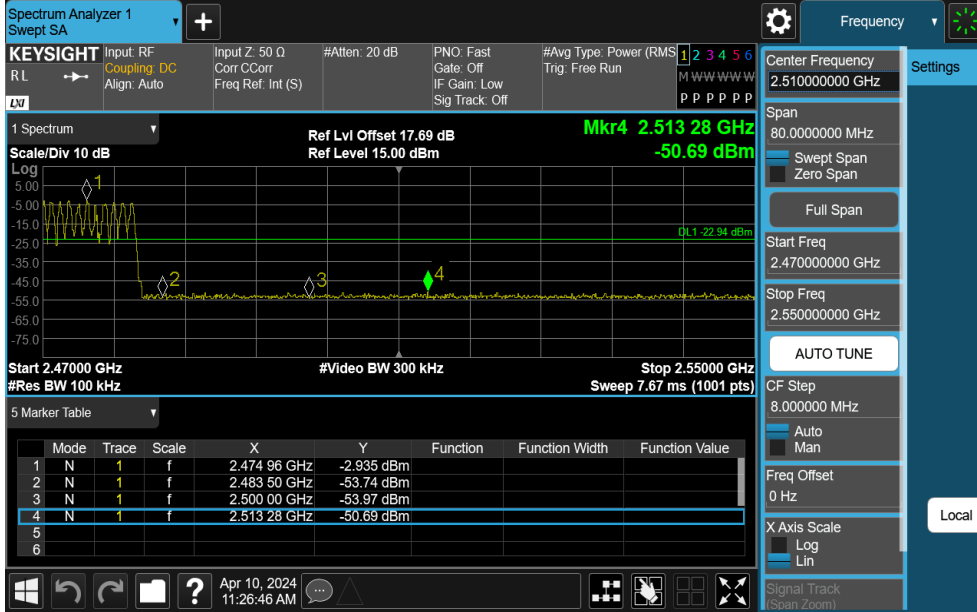 Spectrum Analyzer 1
Swept SA
+
Frequency
KEYSIGHT
RL
LXI
Input: RF
Coupling: DC
Align: Auto
Input Z: 50 Ω
Corr CCorr
Freq Ref: Int (S)
#Atten: 20 dB
PNO: Fast
Gate: Off
IF Gain: Low
Sig Track: Off
#Avg Type: Power (RMS
Trig: Free Run
1 2 3 4 5 6
M W W W W W
P P P P P P
1 Spectrum
Scale/Div 10 dB
Ref Lvl Offset 17.69 dB
Ref Level 15.00 dBm
Mkr4 2.513 28 GHz
-50.69 dBm
Log
5.00
-5.00
-15.0
-25.0
-35.0
-45.0
-55.0
-65.0
-75.0
1
2
3
4
DL1 -22.94 dBm
Start 2.47000 GHz
#Video BW 300 kHz
Stop 2.55000 GHz
#Res BW 100 kHz
Sweep 7.67 ms (1001 pts)
5 Marker Table
Mode Trace Scale X Y Function Function Width Function Value
1 N 1 f 2.474 96 GHz -2.935 dBm
2 N 1 f 2.483 50 GHz -53.74 dBm
3 N 1 f 2.500 00 GHz -53.97 dBm
4 N 1 f 2.513 28 GHz -50.69 dBm
5
6
?
Apr 10, 2024
11:26:46 AM
Center Frequency
2.510000000 GHz
Span
80.0000000 MHz
Swept Span
Zero Span
Full Span
Start Freq
2.470000000 GHz
Stop Freq
2.550000000 GHz
AUTO TUNE
CF Step
8.000000 MHz
Auto
Man
Freq Offset
0 Hz
X Axis Scale
Log
Lin
Signal Track
(Span Zoom)
Settings
Local